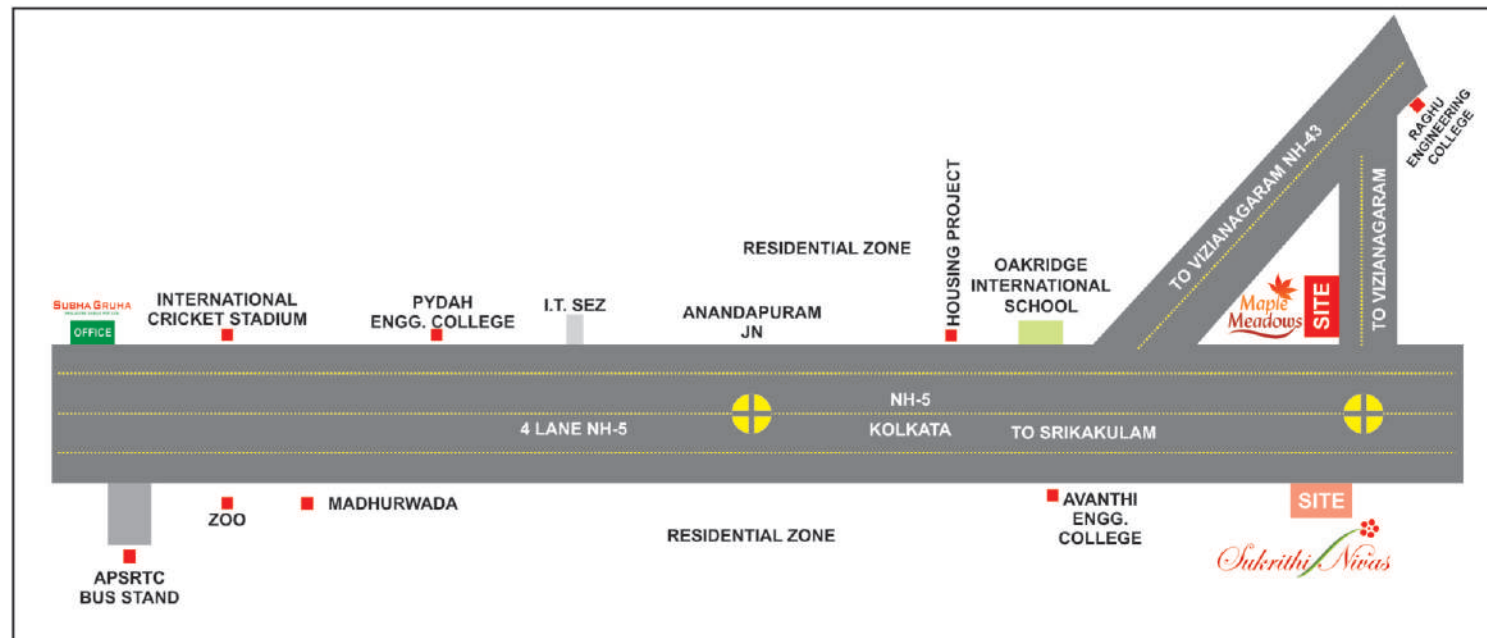 TO VIZIANAGARAM NH-43
RAGHU
ENGINEERING
COLLEGE
TO VIZIANAGARAM
HOUSING PROJECT
RESIDENTIAL ZONE
OAKRIDGE
INTERNATIONAL
SCHOOL
SUBHA GRUHA
OFFICE
INTERNATIONAL
CRICKET STADIUM
PYDAH
ENGG. COLLEGE
I.T. SEZ
ANANDAPURAM
JN
Maple
Meadows
SITE
NH-5
4 LANE NH-5
KOLKATA
TO SRIKAKULAM
ZOO
MADHURWADA
RESIDENTIAL ZONE
AVANTHI
ENGG.
COLLEGE
SITE
Sukrithi Nivas
APSRTC
BUS STAND